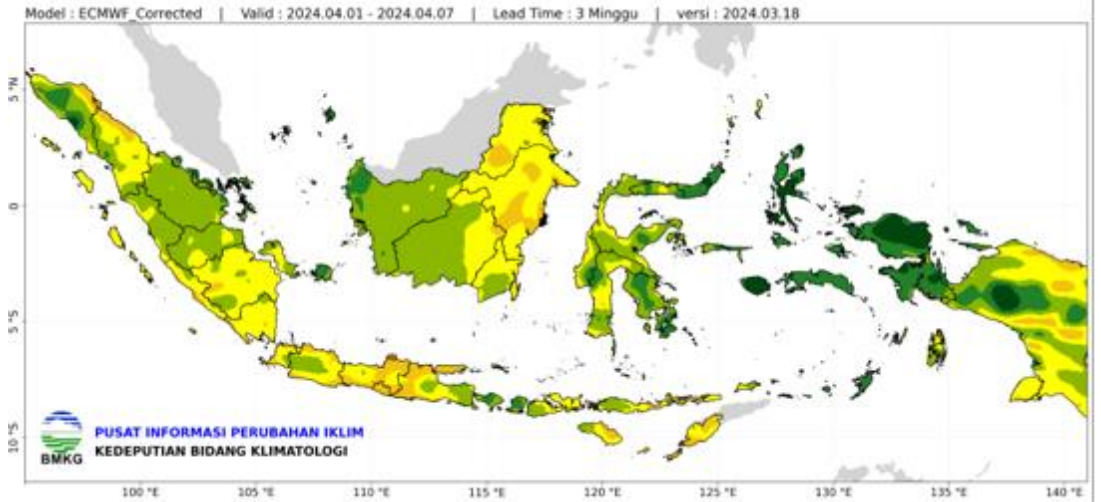 Model : ECMWF_Corrected | Valid : 2024.04.01 - 2024.04.07 | Lead Time : 3 Minggu | versi : 2024.03.18
5 °N
0
5 °S
10 °S
BMKG
PUSAT INFORMASI PERUBAHAN IKLIM
KEDEPUTIAN BIDANG KLIMATOLOGI
100 °E 105 °E 110 °E 115 °E 120 °E 125 °E 130 °E 135 °E 140 °E